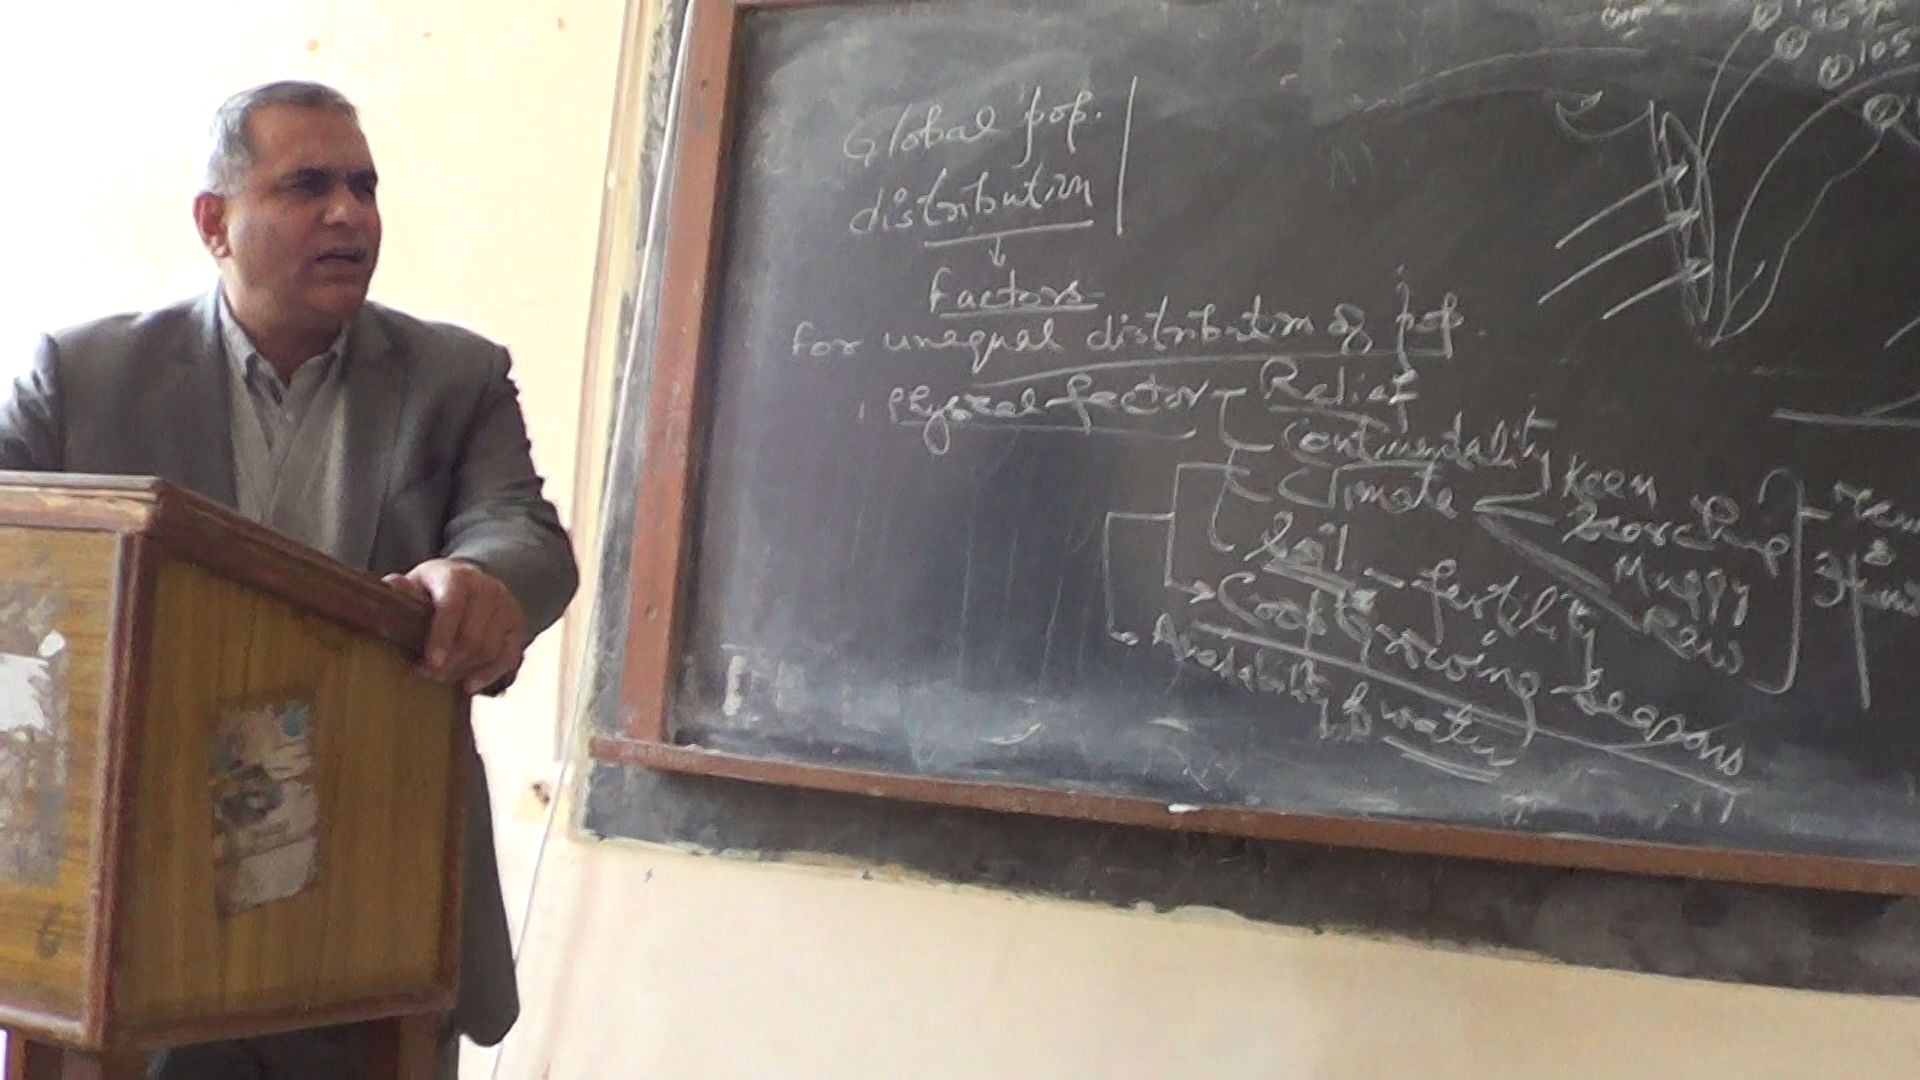 Global pop.
distribution
Factors
for unequal distribution of pop.
Physical factor - Relief
Continentality
Climate
Keen
Scorching
Muggy
Raw
Soil - fertility
Crop growing seasons
Availability of water
105